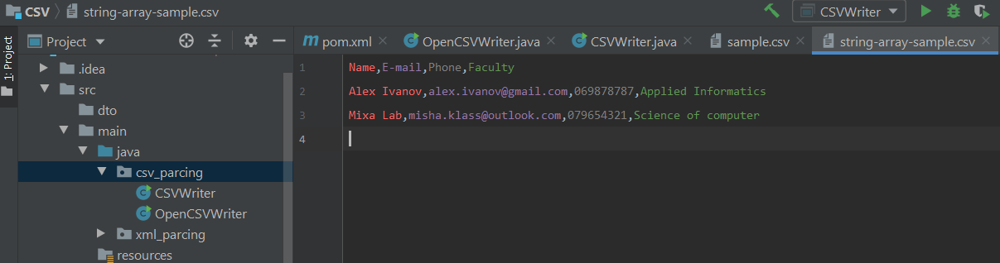 CSV string-array-sample.csv CSVWriter
1: Project
Project pom.xml OpenCSVWriter.java CSVWriter.java sample.csv string-array-sample.csv
.idea
src
dto
main
java
csv_parcing
CSVWriter
OpenCSVWriter
xml_parcing
resources
1 Name,E-mail,Phone,Faculty
2 Alex Ivanov,alex.ivanov@gmail.com,069878787,Applied Informatics
3 Mixa Lab,misha.klass@outlook.com,079654321,Science of computer
4